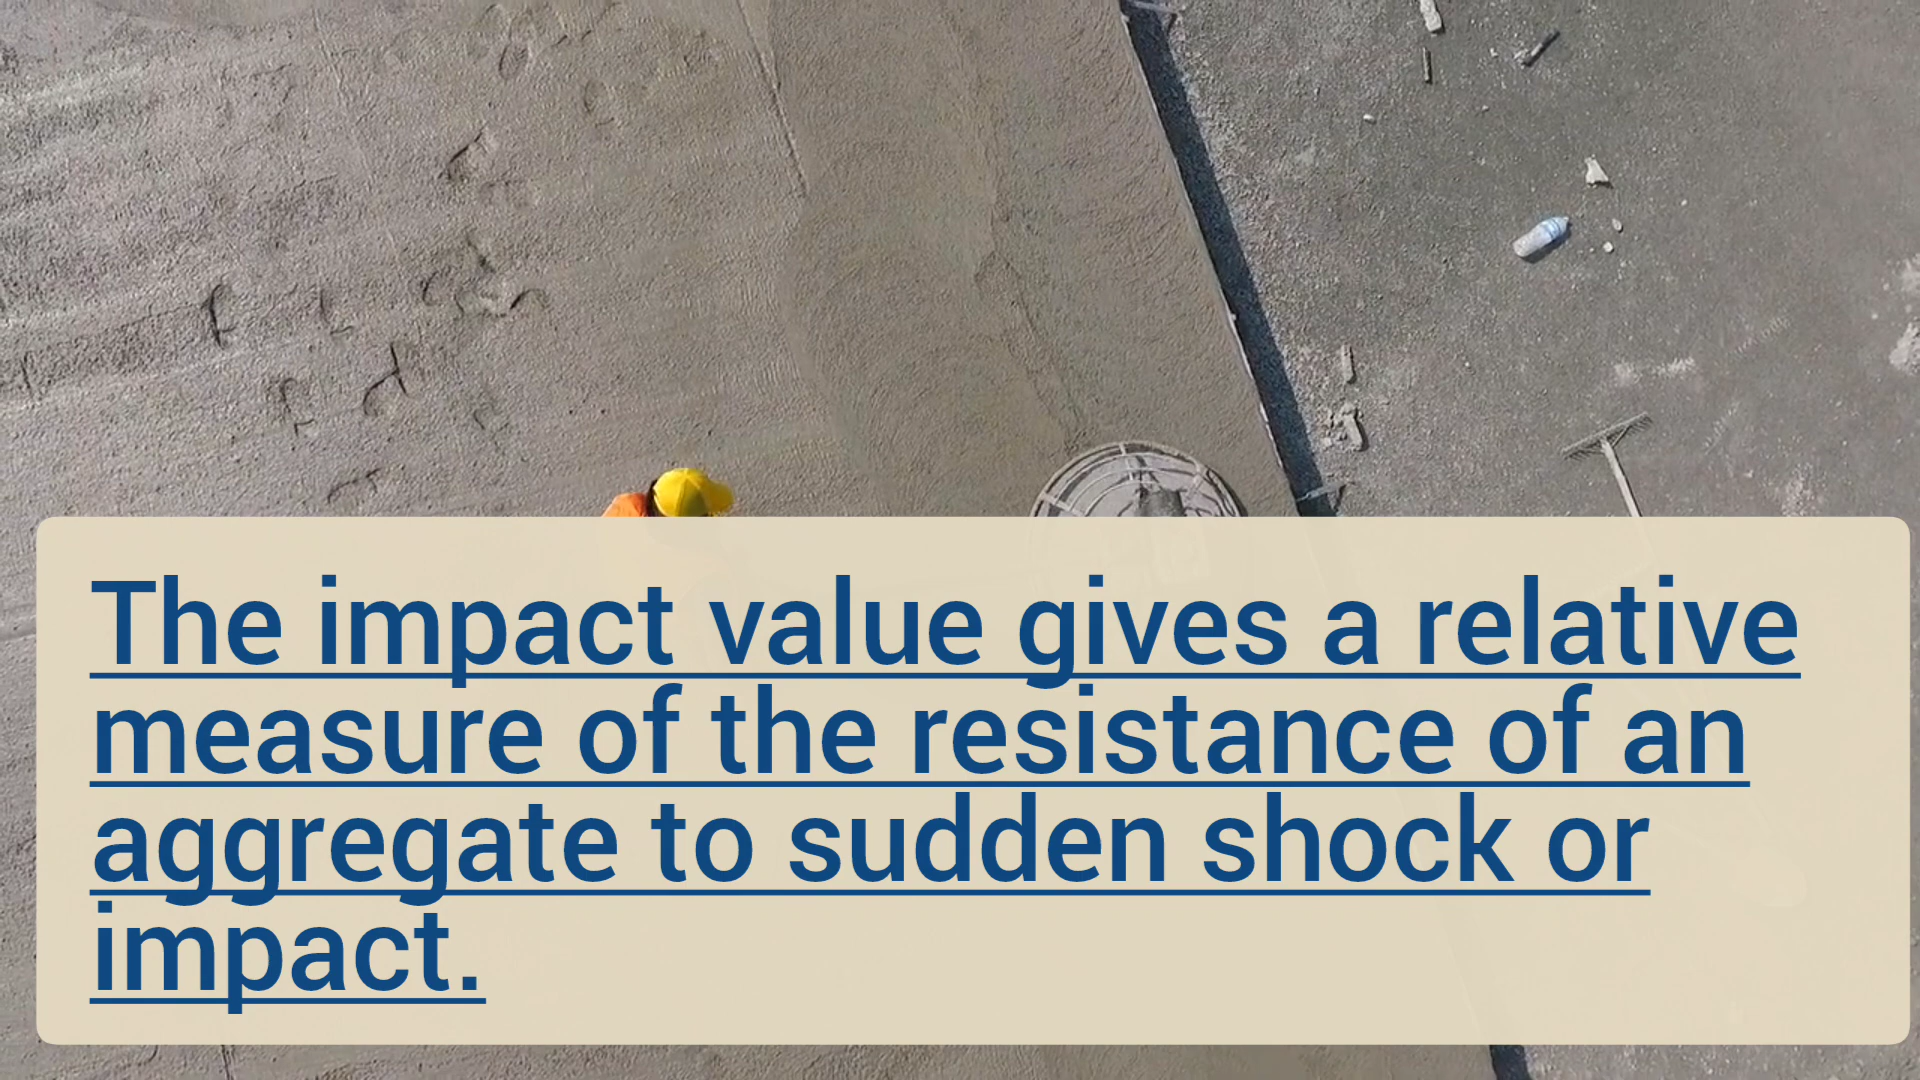 The impact value gives a relative
measure of the resistance of an
aggregate to sudden shock or
impact.